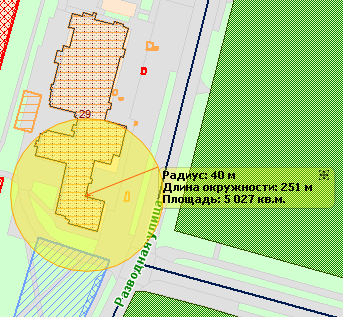 29
Радиус: 40 м
Длина окружности: 251 м
Площадь: 5 027 кв.м.
Разводная улица